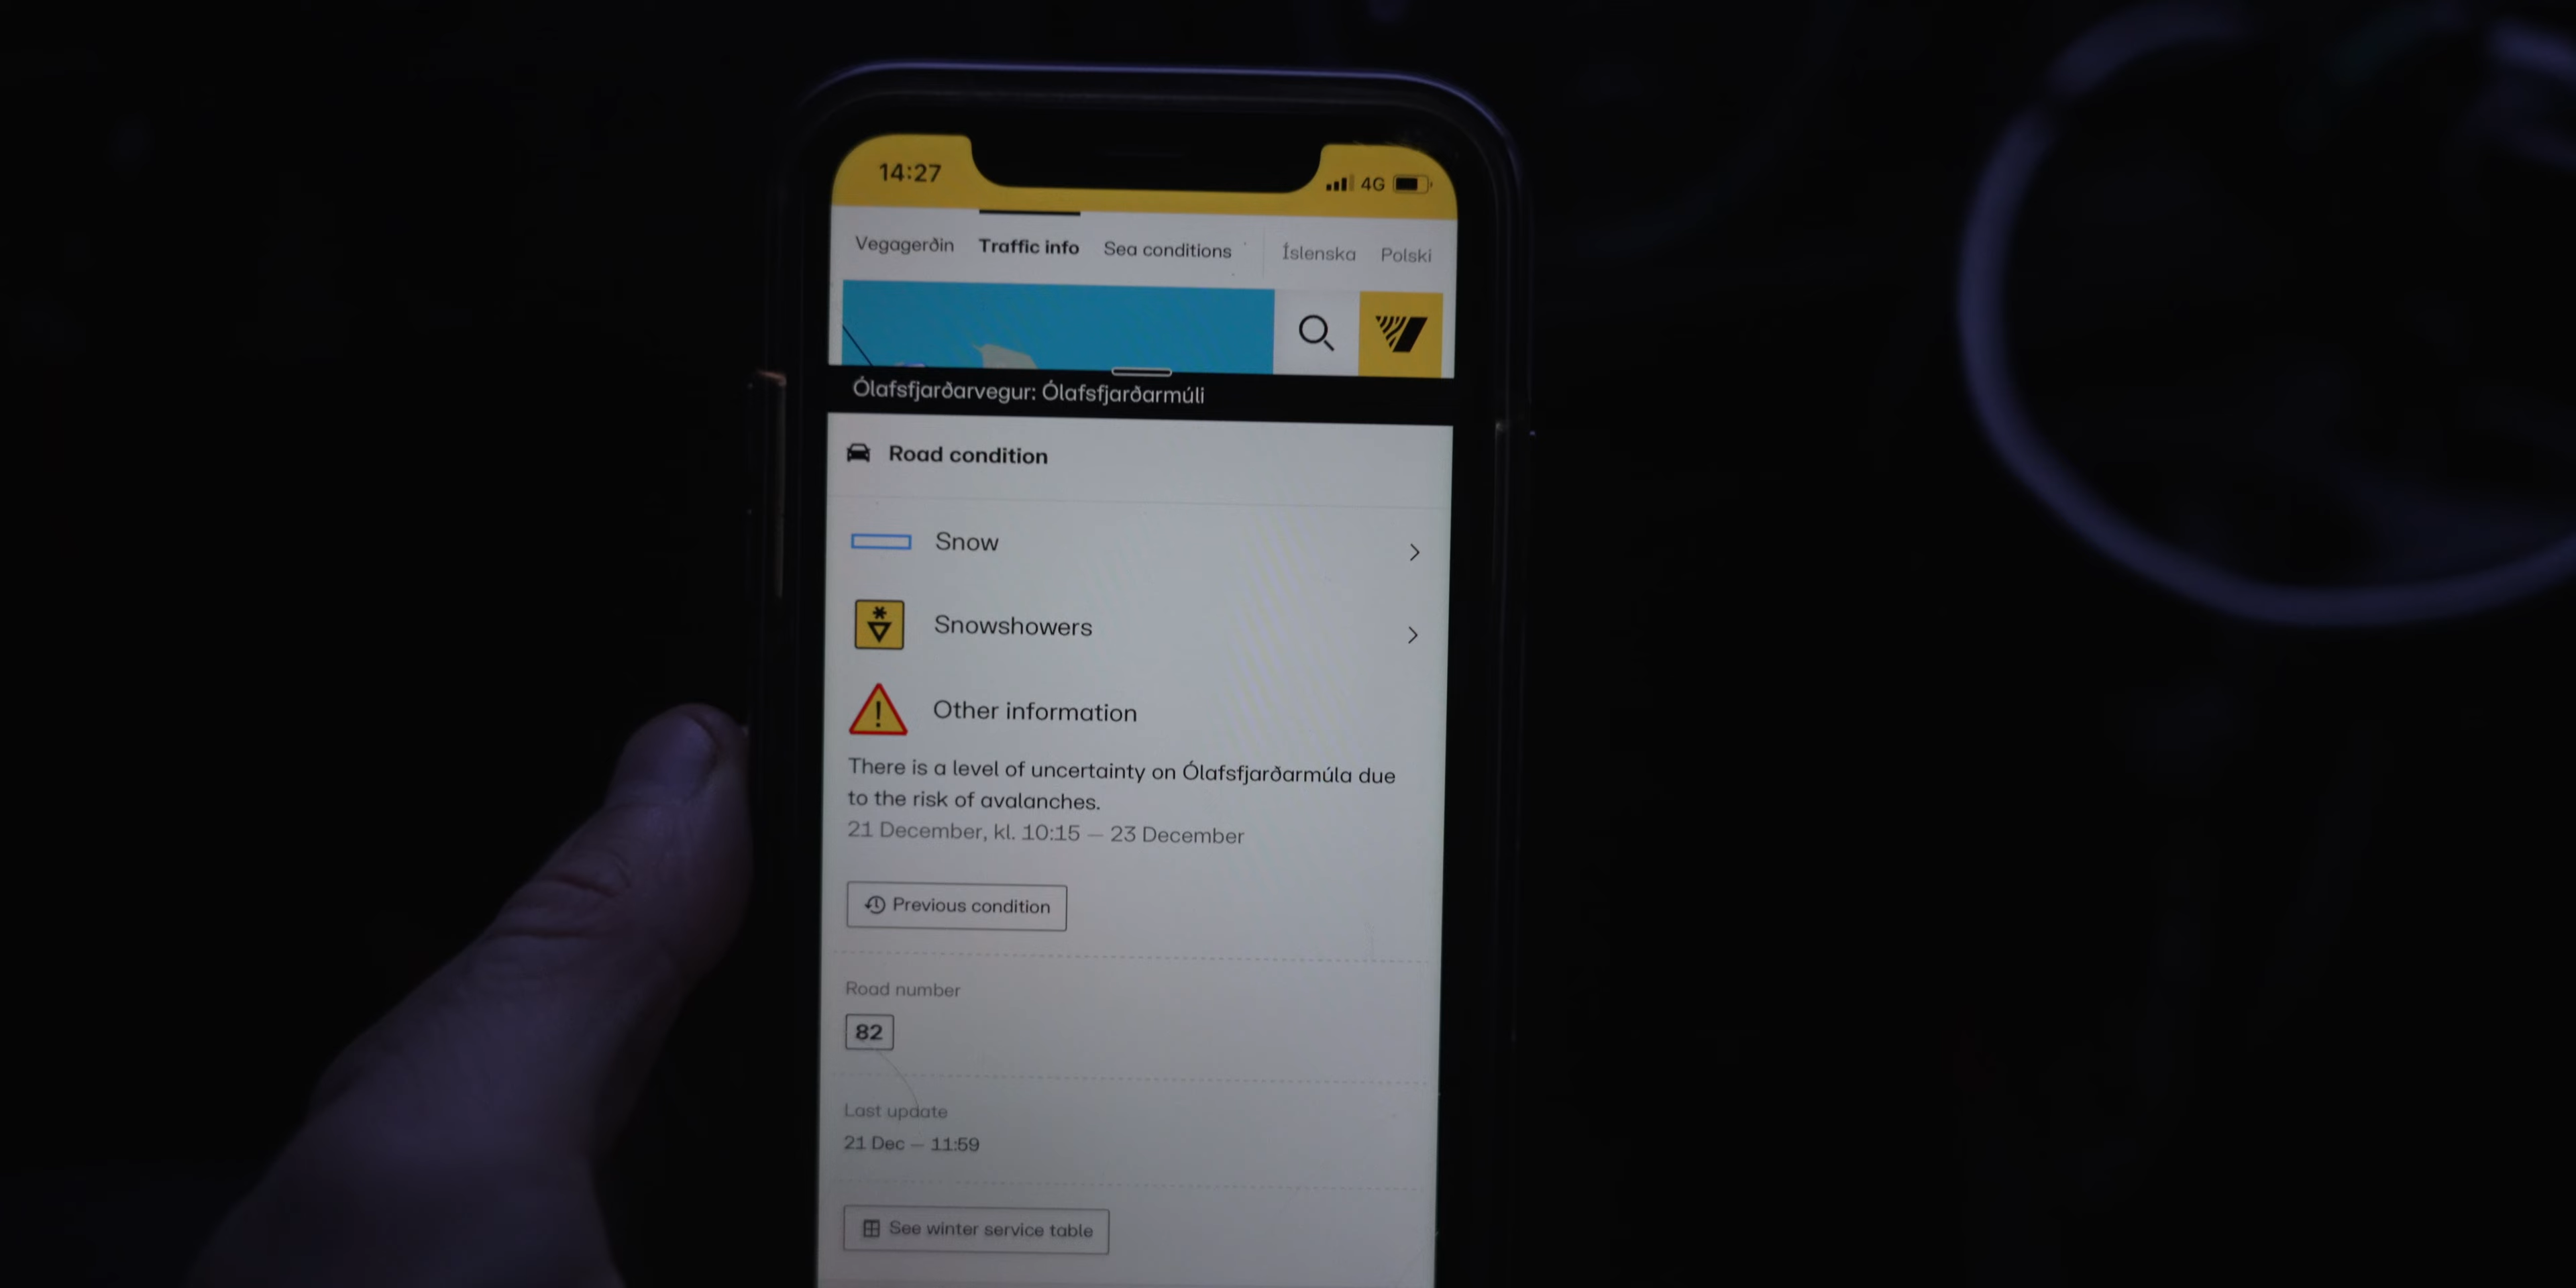 14:27
4G
Vegagerðin Traffic info Sea conditions Íslenska Polski
Ólafsfjarðarvegur: Ólafsfjarðarmúli
Road condition
Snow
Snowshowers
Other information
There is a level of uncertainty on Ólafsfjarðarmúla due
to the risk of avalanches.
21 December, kl. 10:15 — 23 December
Previous condition
Road number
82
Last update
21 Dec — 11:59
See winter service table